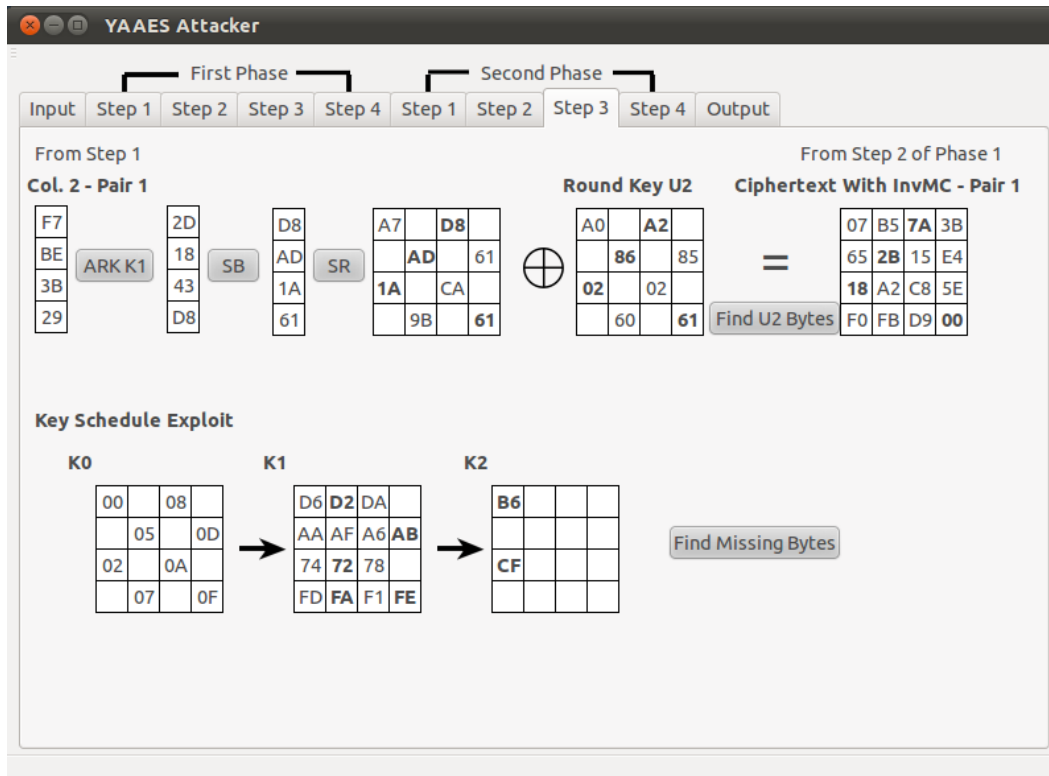 YAAES Attacker
First Phase Second Phase
Input Step 1 Step 2 Step 3 Step 4 Step 1 Step 2 Step 3 Step 4 Output
From Step 1 From Step 2 of Phase 1
Col. 2 - Pair 1 Round Key U2 Ciphertext With InvMC - Pair 1
F7 2D D8 A7 D8 A0 A2 07 B5 7A 3B
BE 18 AD AD 61 86 85 65 2B 15 E4
ARK K1 SB SR =
3B 43 1A 1A CA 02 02 18 A2 C8 5E
29 D8 61 9B 61 60 61 Find U2 Bytes F0 FB D9 00
Key Schedule Exploit
K0 K1 K2
00 08 D6 D2 DA B6
05 0D AA AF A6 AB
Find Missing Bytes
02 0A 74 72 78 CF
07 0F FD FA F1 FE